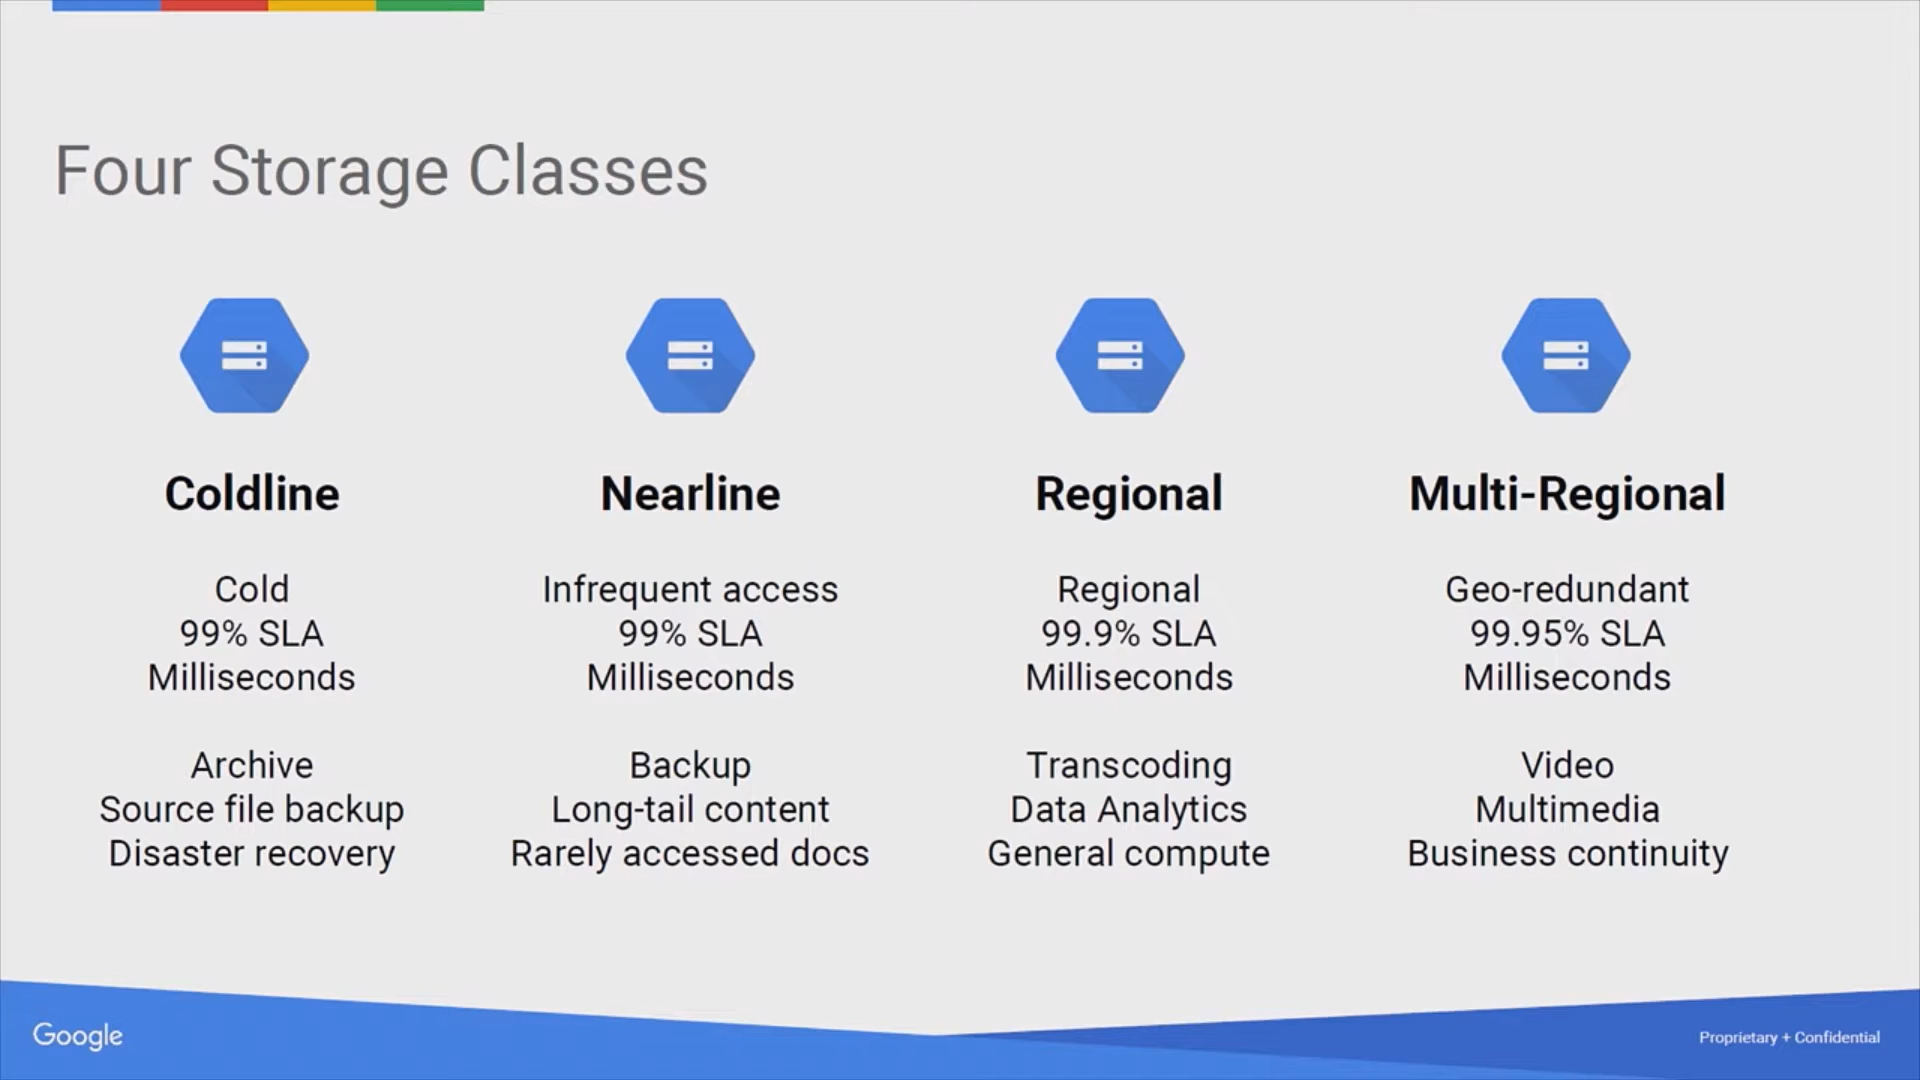 Four Storage Classes
Coldline
Cold
99% SLA
Milliseconds
Archive
Source file backup
Disaster recovery
Nearline
Infrequent access
99% SLA
Milliseconds
Backup
Long-tail content
Rarely accessed docs
Regional
Regional
99.9% SLA
Milliseconds
Transcoding
Data Analytics
General compute
Multi-Regional
Geo-redundant
99.95% SLA
Milliseconds
Video
Multimedia
Business continuity
Google
Proprietary + Confidential